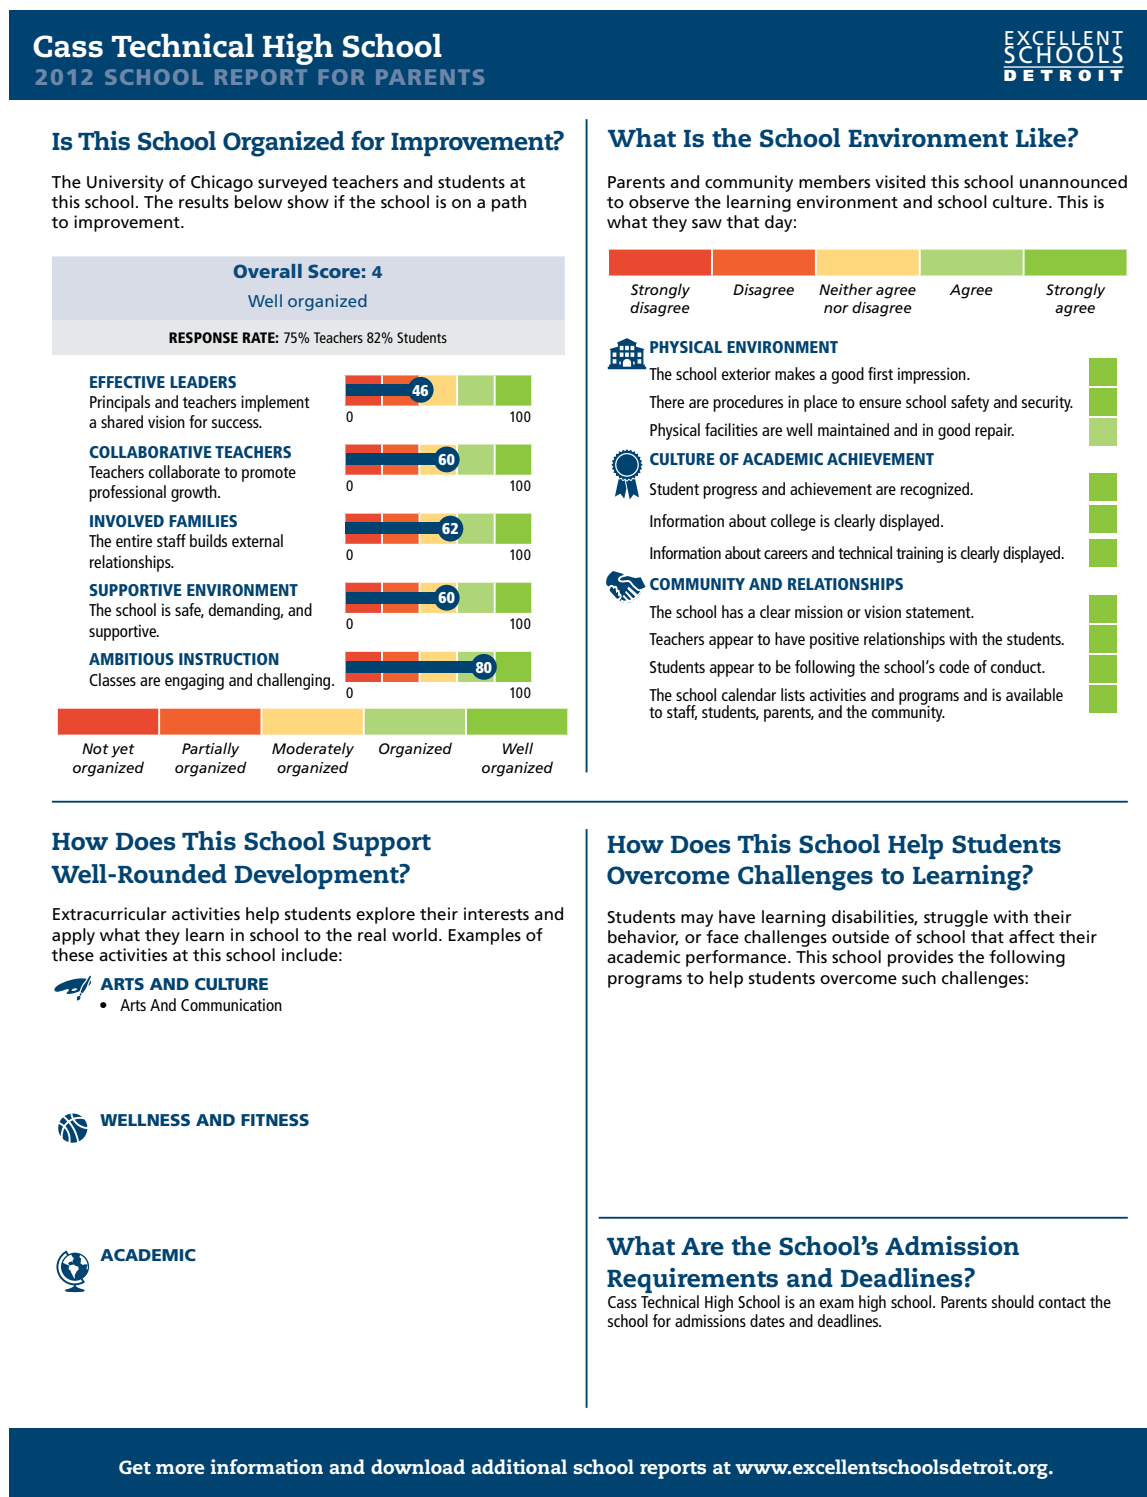 Cass Technical High School
2012 SCHOOL REPORT FOR PARENTS
EXCELLENT
SCHOOLS
DETROIT
Is This School Organized for Improvement?
The University of Chicago surveyed teachers and students at
this school. The results below show if the school is on a path
to improvement.
Overall Score: 4
Well organized
RESPONSE RATE: 75% Teachers 82% Students
EFFECTIVE LEADERS
Principals and teachers implement
a shared vision for success.
46
0 100
COLLABORATIVE TEACHERS
Teachers collaborate to promote
professional growth.
60
0 100
INVOLVED FAMILIES
The entire staff builds external
relationships.
62
0 100
SUPPORTIVE ENVIRONMENT
The school is safe, demanding, and
supportive.
60
0 100
AMBITIOUS INSTRUCTION
Classes are engaging and challenging.
80
0 100
Not yet
organized
Partially
organized
Moderately
organized
Organized
Well
organized
What Is the School Environment Like?
Parents and community members visited this school unannounced
to observe the learning environment and school culture. This is
what they saw that day:
Strongly
disagree
Disagree
Neither agree
nor disagree
Agree
Strongly
agree
PHYSICAL ENVIRONMENT
The school exterior makes a good first impression.
There are procedures in place to ensure school safety and security.
Physical facilities are well maintained and in good repair.
CULTURE OF ACADEMIC ACHIEVEMENT
Student progress and achievement are recognized.
Information about college is clearly displayed.
Information about careers and technical training is clearly displayed.
COMMUNITY AND RELATIONSHIPS
The school has a clear mission or vision statement.
Teachers appear to have positive relationships with the students.
Students appear to be following the school’s code of conduct.
The school calendar lists activities and programs and is available
to staff, students, parents, and the community.
How Does This School Support
Well-Rounded Development?
Extracurricular activities help students explore their interests and
apply what they learn in school to the real world. Examples of
these activities at this school include:
ARTS AND CULTURE
• Arts And Communication
WELLNESS AND FITNESS
ACADEMIC
How Does This School Help Students
Overcome Challenges to Learning?
Students may have learning disabilities, struggle with their
behavior, or face challenges outside of school that affect their
academic performance. This school provides the following
programs to help students overcome such challenges:
What Are the School’s Admission
Requirements and Deadlines?
Cass Technical High School is an exam high school. Parents should contact the
school for admissions dates and deadlines.
Get more information and download additional school reports at www.excellentschoolsdetroit.org.